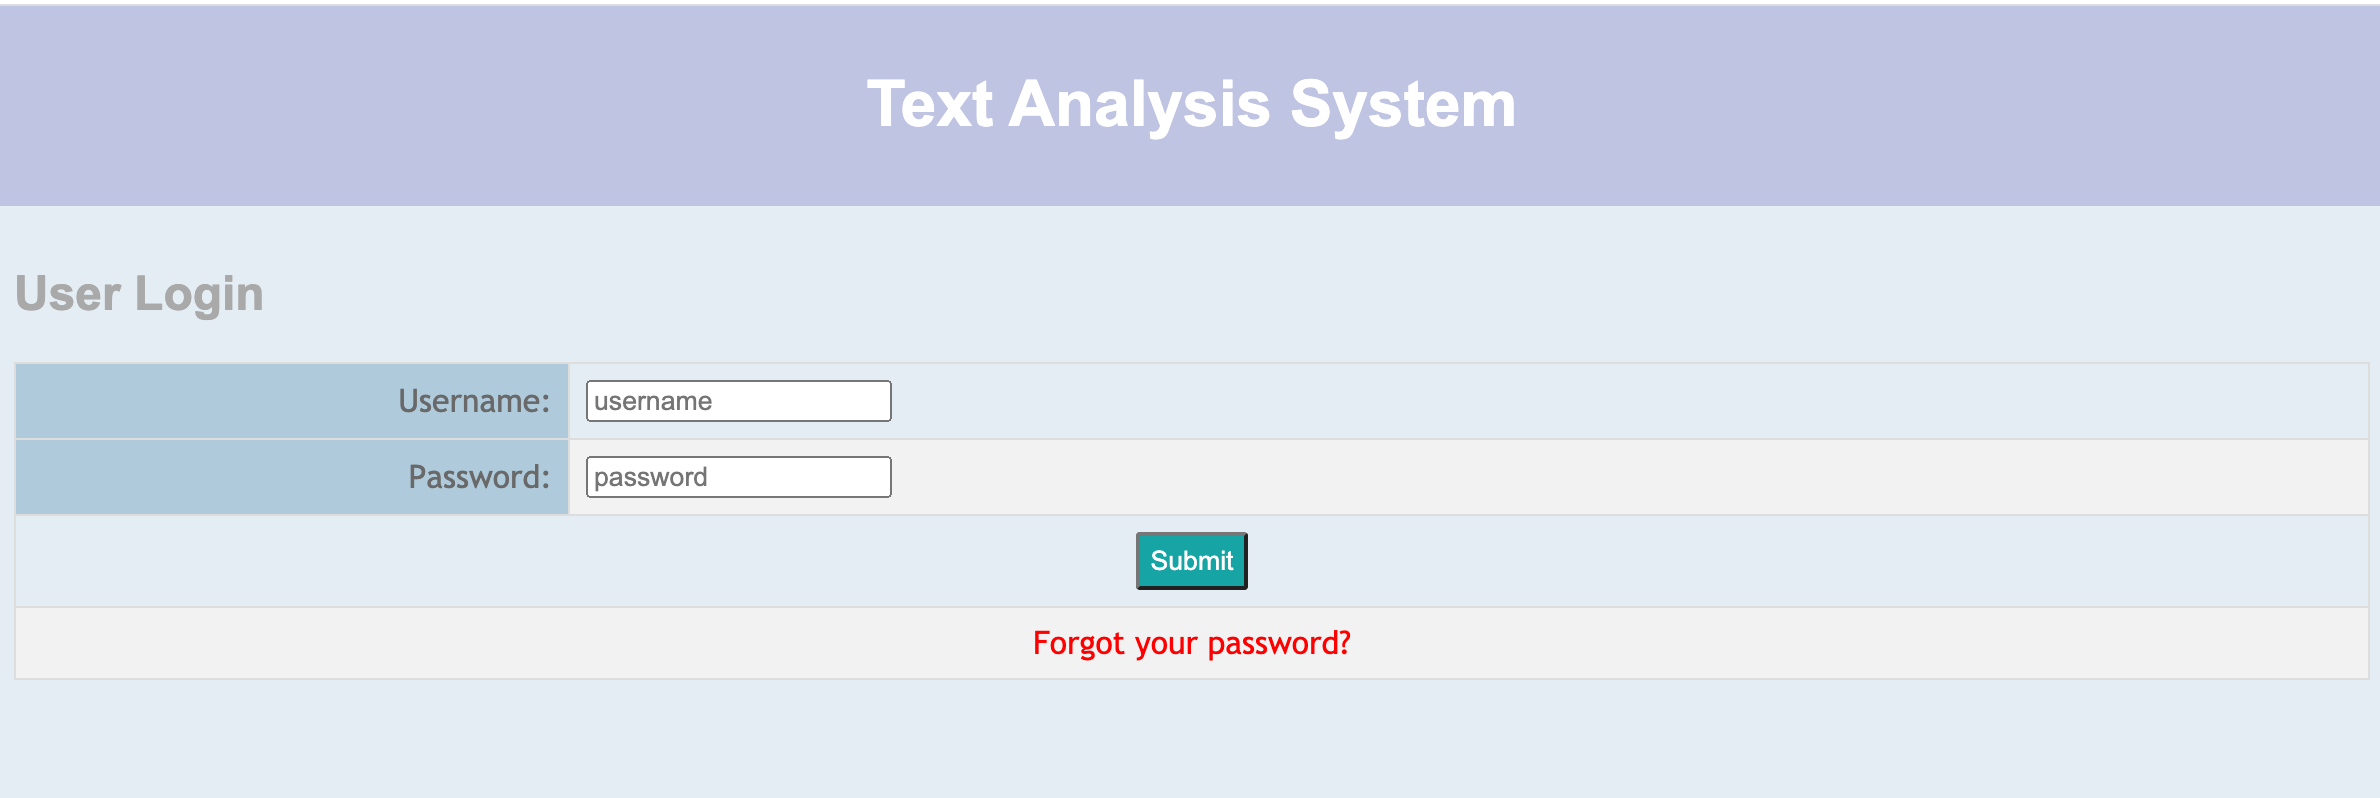 Text Analysis System
User Login
Username: username
Password: password
Submit
Forgot your password?